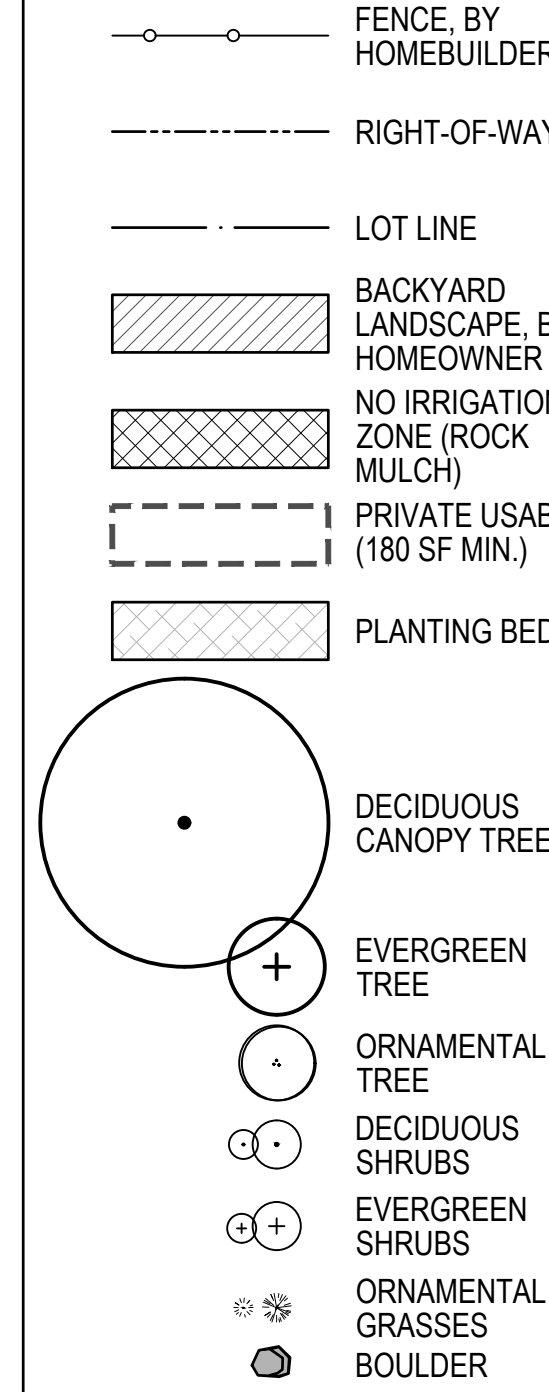 FENCE, BY
HOMEBUILDER
RIGHT-OF-WAY
LOT LINE
BACKYARD
LANDSCAPE, B
HOMEOWNER
NO IRRIGATION
ZONE (ROCK
MULCH)
PRIVATE USAB
(180 SF MIN.)
PLANTING BED
DECIDUOUS
CANOPY TREE
EVERGREEN
TREE
ORNAMENTAL
TREE
DECIDUOUS
SHRUBS
EVERGREEN
SHRUBS
ORNAMENTAL
GRASSES
BOULDER